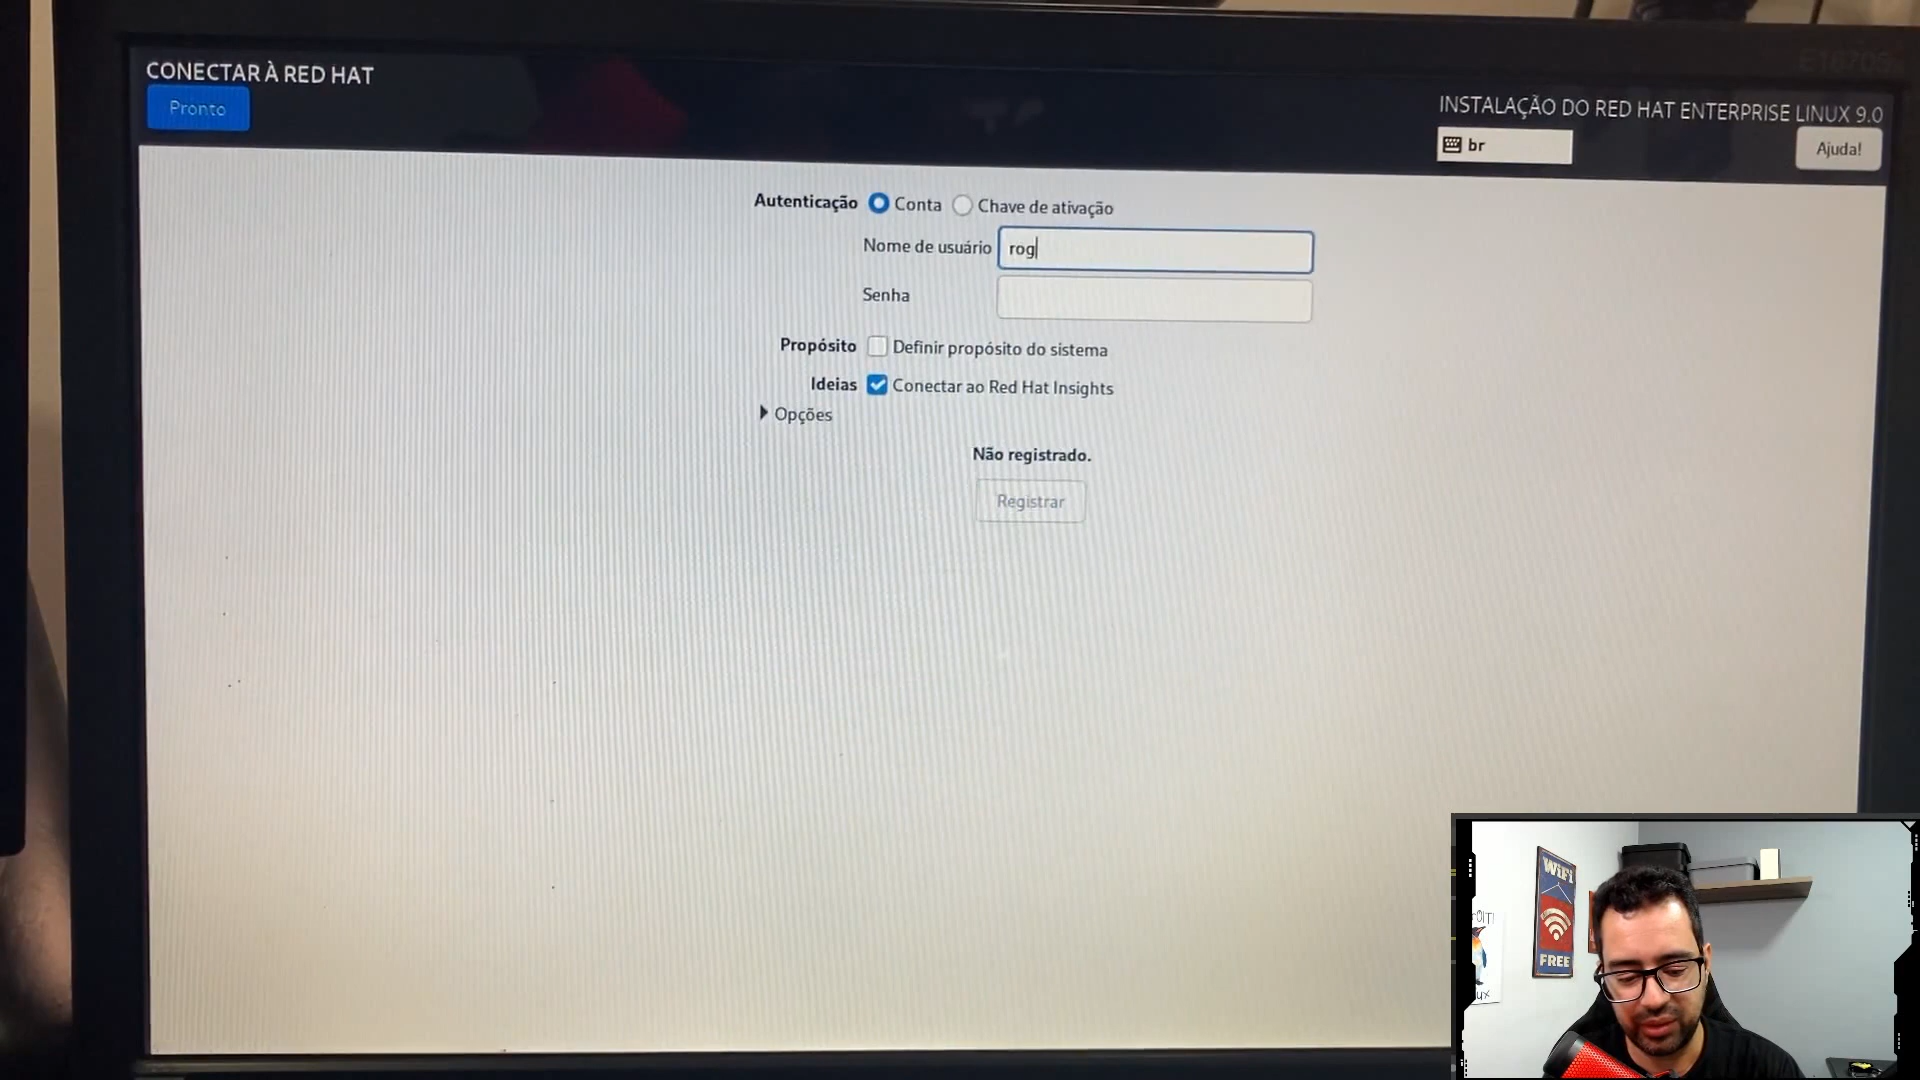 CONECTAR À RED HAT
Pronto
INSTALAÇÃO DO RED HAT ENTERPRISE LINUX 9.0
br
Ajuda!
Autenticação Conta Chave de ativação
Nome de usuário rog
Senha
Propósito Definir propósito do sistema
Ideias Conectar ao Red Hat Insights
Opções
Não registrado.
Registrar
WiFi
FREE